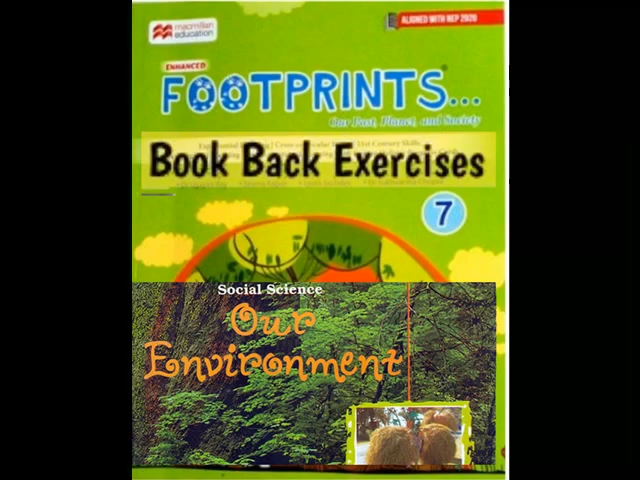 macmillan
education
ALIGNED WITH NEP 2020
ENHANCED
FOOTPRINTS...
Our Past, Planet, and Society
Book Back Exercises
7
Social Science
Our
Environment